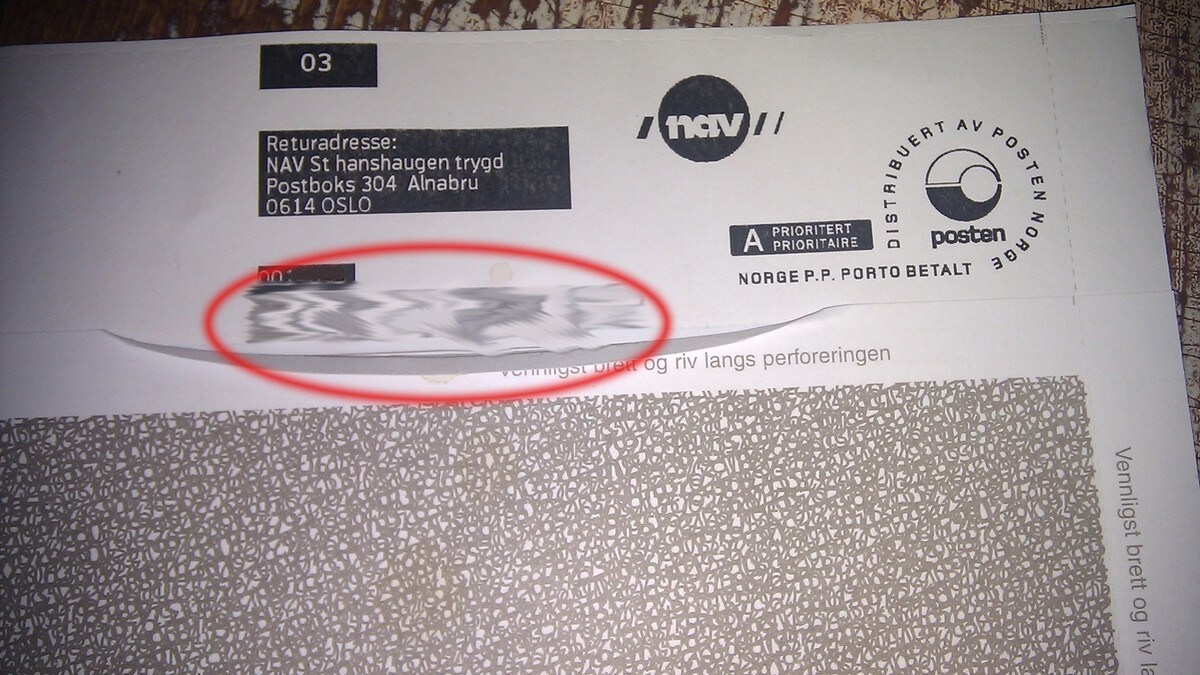 03
Returadresse:
NAV St hanshaugen trygd
Postboks 304 Alnabru
0614 OSLO
nav
DISTRIBUERT AV POSTEN NORGE
posten
A PRIORITERT
PRIORITAIRE
NORGE P.P. PORTO BETALT
Vennligst brett og riv langs perforeringen
Vennligst brett og riv